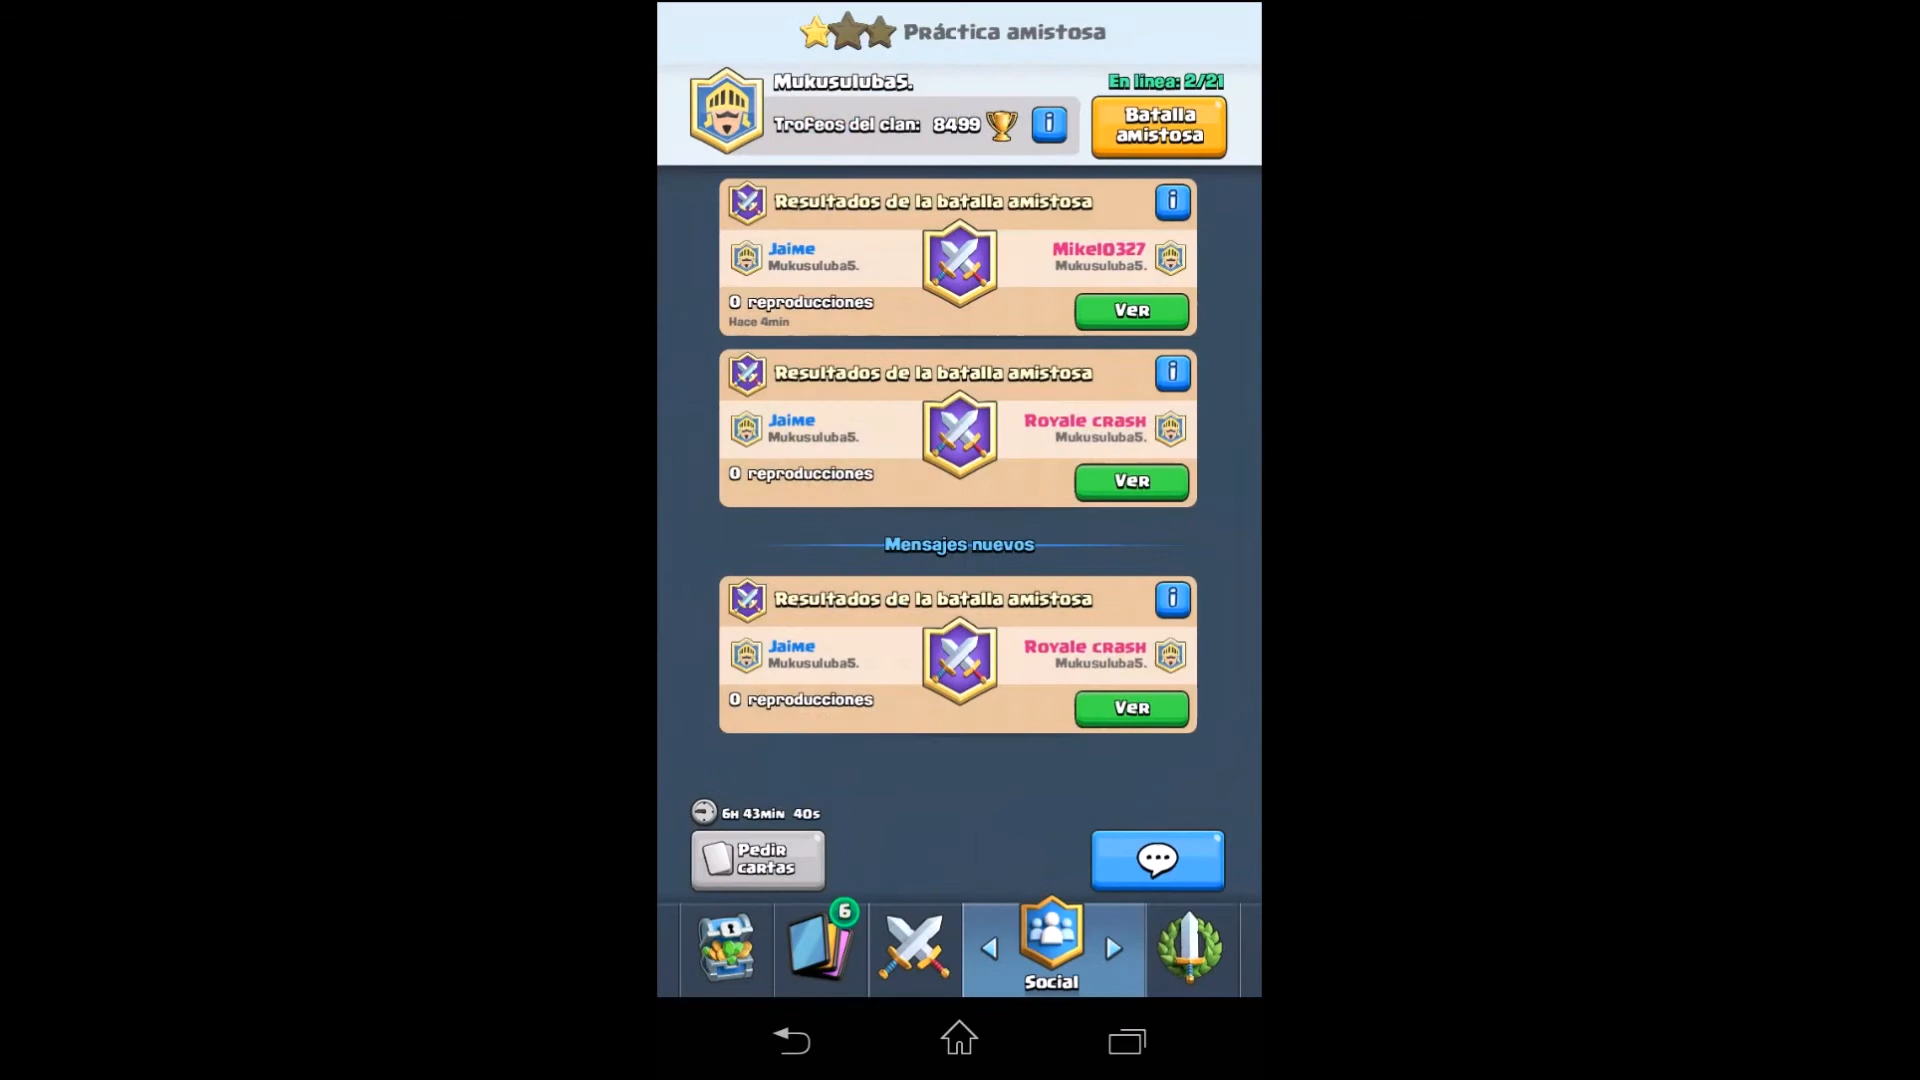 Práctica amistosa
Mukusuluba5.
En línea: 2/21
Trofeos del clan: 8499
Batalla
amistosa
Resultados de la batalla amistosa
Jaime
Mukusuluba5.
Mikel0327
Mukusuluba5.
0 reproducciones
Hace 4min
Ver
Resultados de la batalla amistosa
Jaime
Mukusuluba5.
Royale crash
Mukusuluba5.
0 reproducciones
Ver
Mensajes nuevos
Resultados de la batalla amistosa
Jaime
Mukusuluba5.
Royale crash
Mukusuluba5.
0 reproducciones
Ver
6h 43min 40s
Pedir
cartas
6
Social